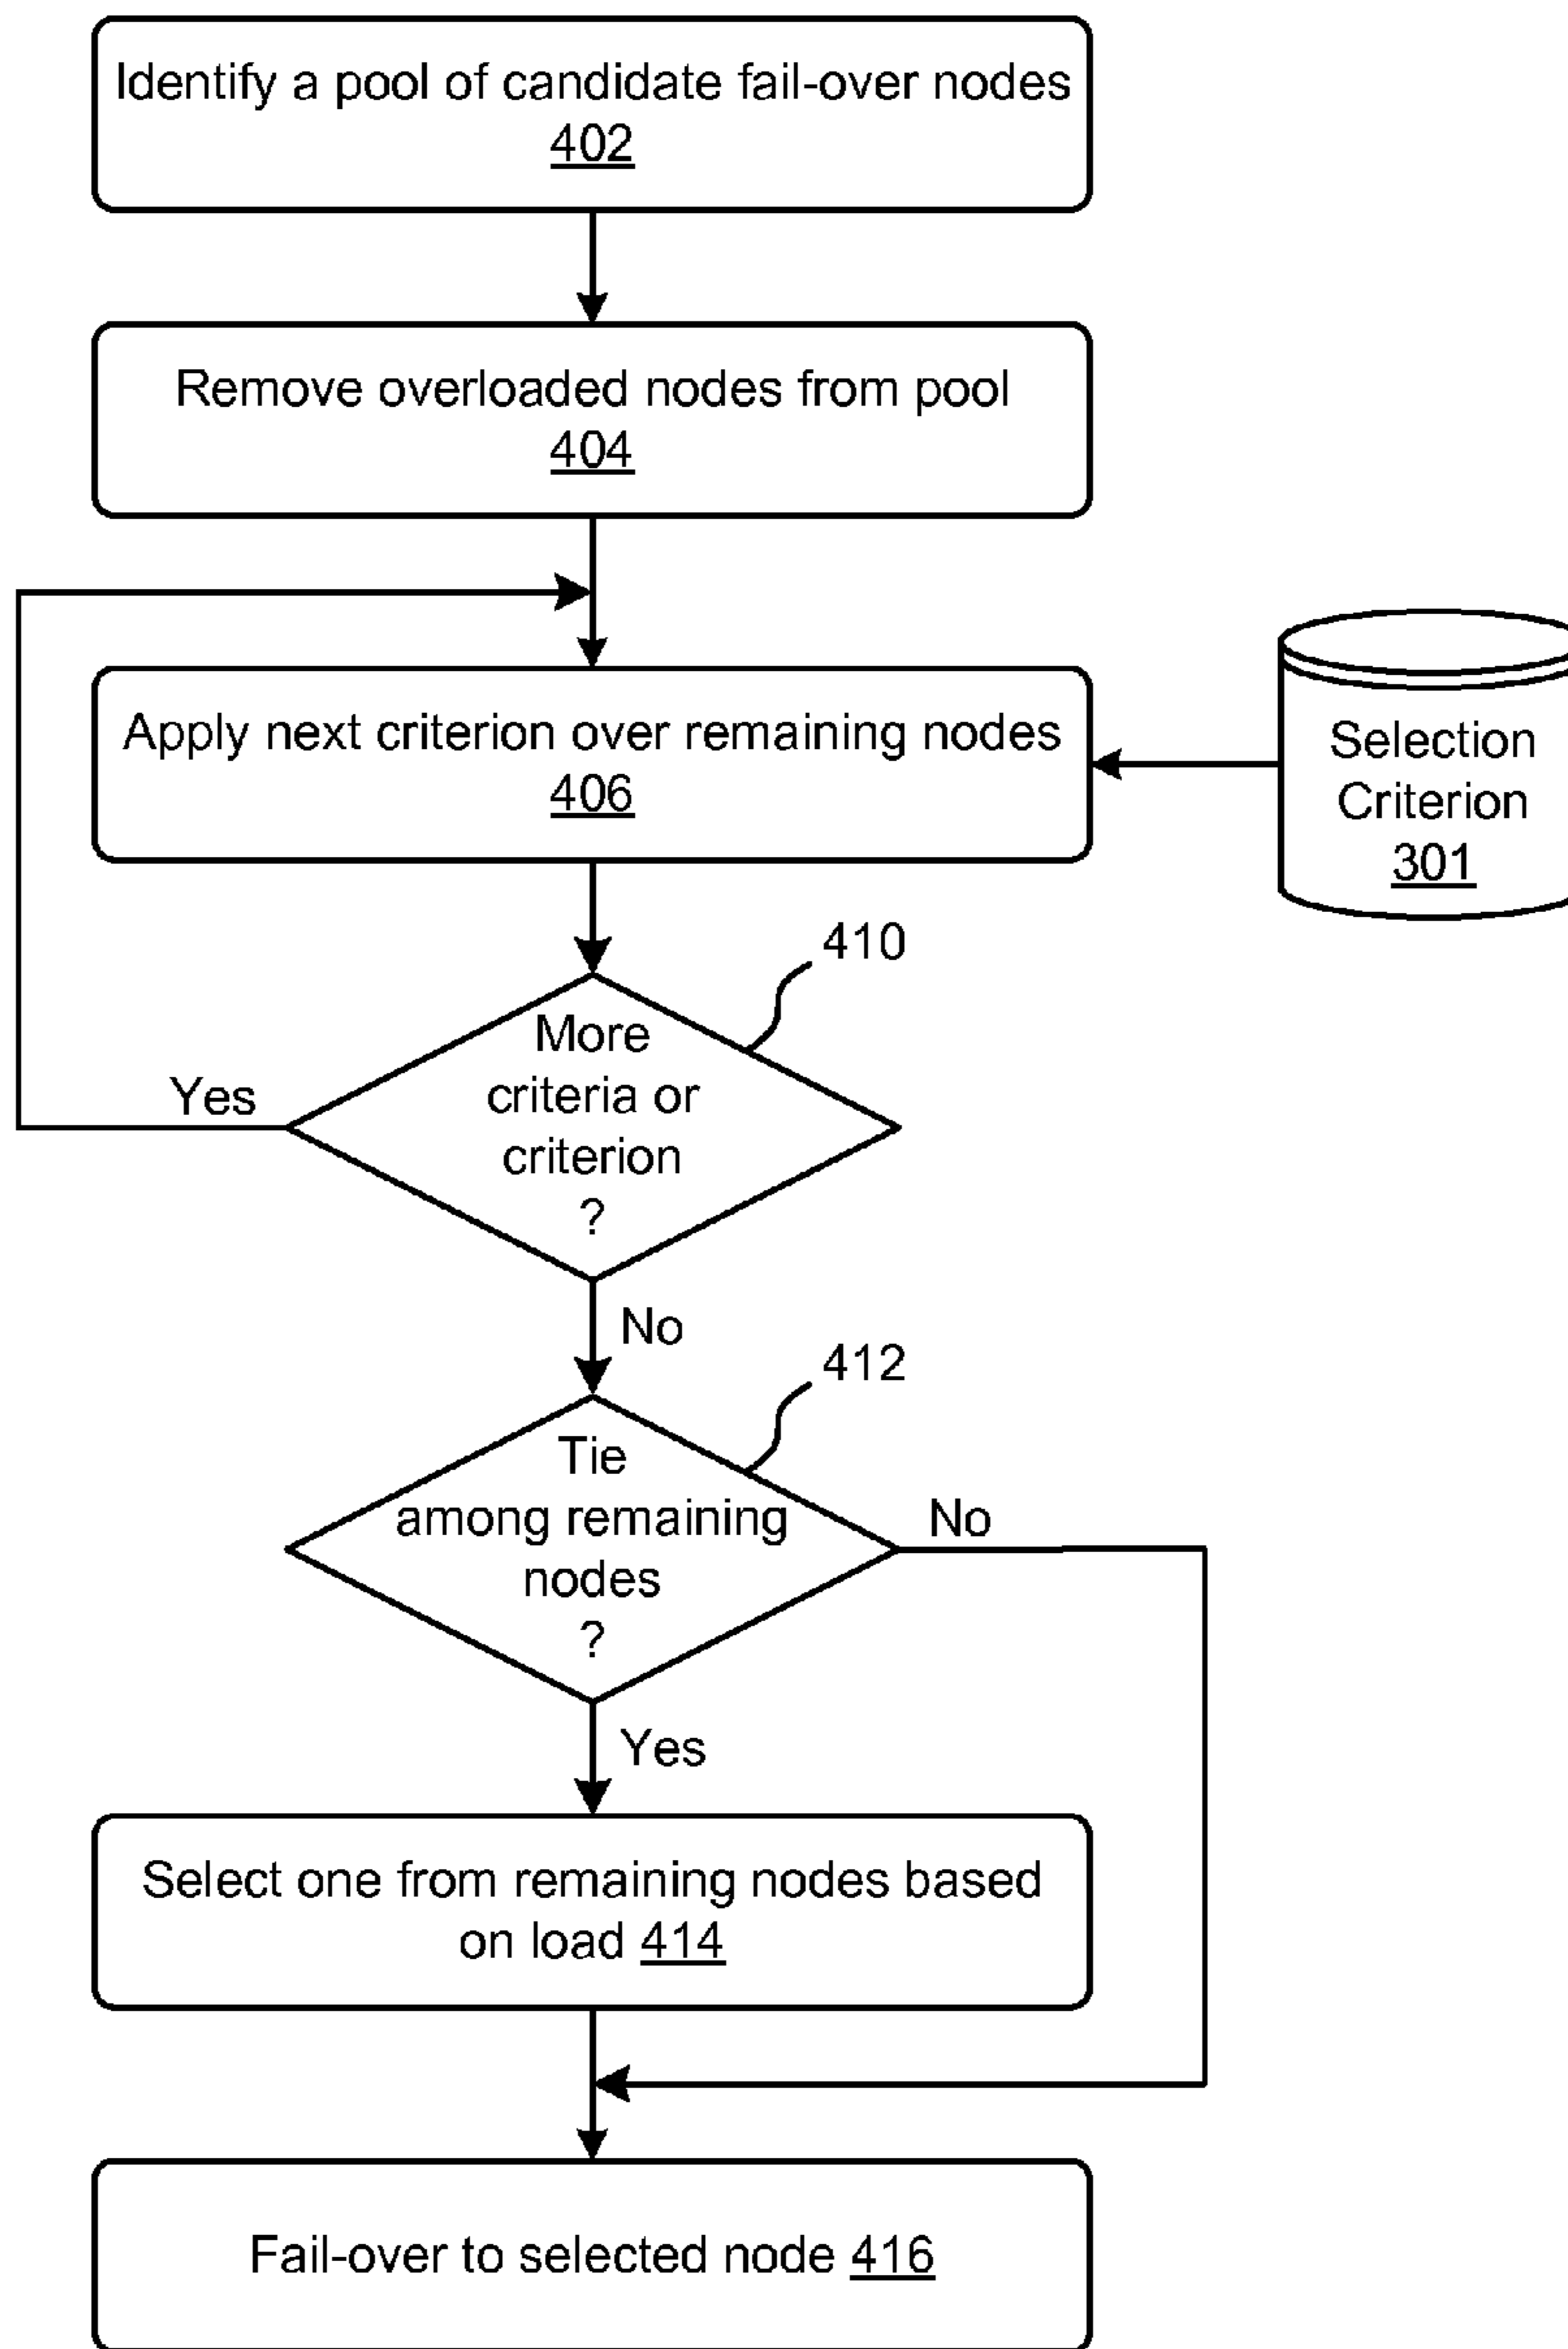 Identify a pool of candidate fail-over nodes
402
Remove overloaded nodes from pool
404
Apply next criterion over remaining nodes
406
Selection
Criterion
301
410
More
criteria or
criterion
?
Yes
No
412
Tie
among remaining
nodes
?
No
Yes
Select one from remaining nodes based
on load 414
Fail-over to selected node 416